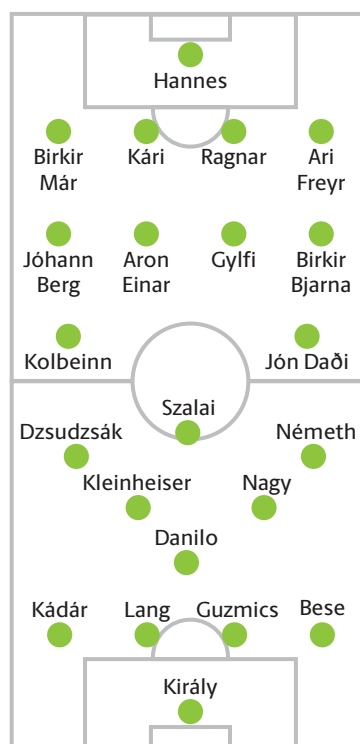 Hannes
Birkir
Már
Kári
Ragnar
Ari
Freyr
Jóhann
Berg
Aron
Einar
Gylfi
Birkir
Bjarna
Kolbeinn
Jón Daði
Szalai
Dzsudzsák
Németh
Kleinheiser
Nagy
Danilo
Kádár
Lang
Guzmics
Bese
Király